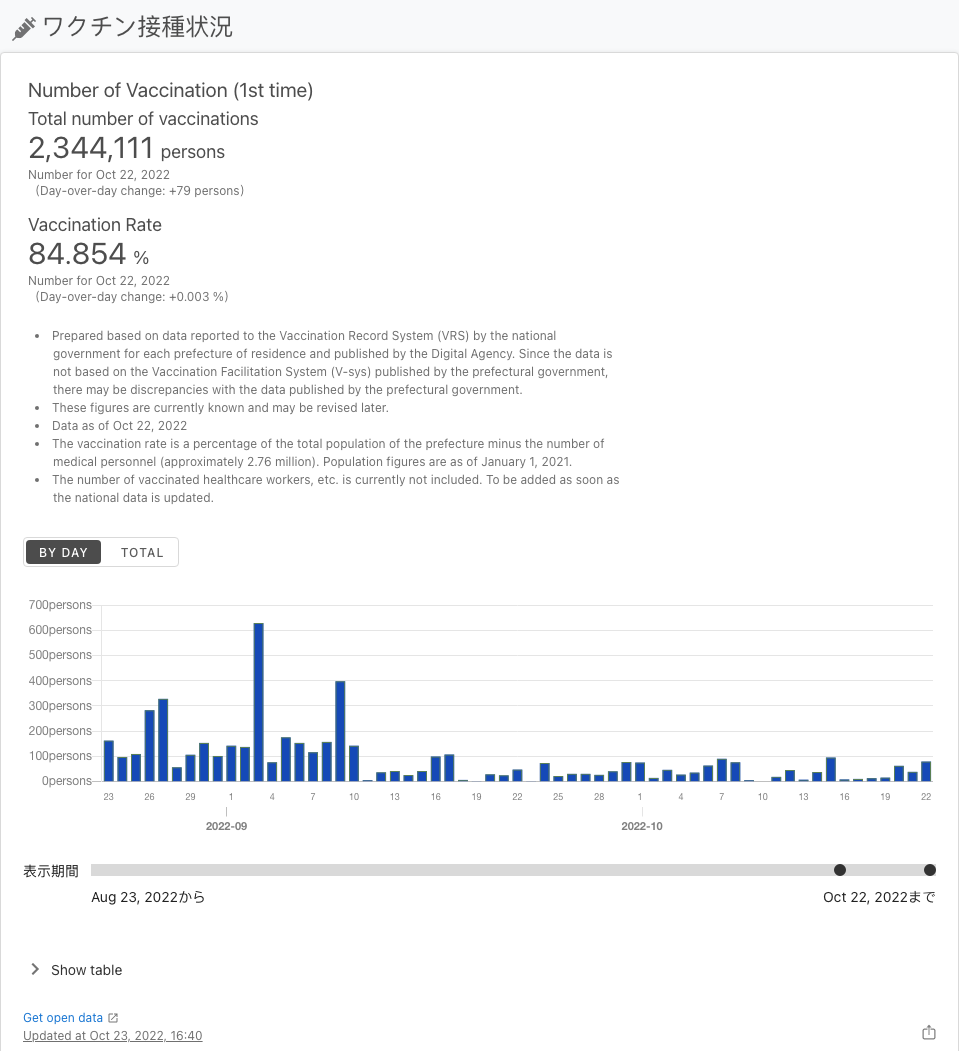 ワクチン接種状況
Number of Vaccination (1st time)
Total number of vaccinations
2,344,111 persons
Number for Oct 22, 2022
(Day-over-day change: +79 persons)
Vaccination Rate
84.854 %
Number for Oct 22, 2022
(Day-over-day change: +0.003 %)
• Prepared based on data reported to the Vaccination Record System (VRS) by the national
government for each prefecture of residence and published by the Digital Agency. Since the data is
not based on the Vaccination Facilitation System (V-sys) published by the prefectural government,
there may be discrepancies with the data published by the prefectural government.
• These figures are currently known and may be revised later.
• Data as of Oct 22, 2022
• The vaccination rate is a percentage of the total population of the prefecture minus the number of
medical personnel (approximately 2.76 million). Population figures are as of January 1, 2021.
• The number of vaccinated healthcare workers, etc. is currently not included. To be added as soon as
the national data is updated.
BY DAY TOTAL
700persons
600persons
500persons
400persons
300persons
200persons
100persons
0persons
23 26 29 1 4 7 10 13 16 19 22 25 28 1 4 7 10 13 16 19 22
2022-09 2022-10
表示期間
Aug 23, 2022から Oct 22, 2022まで
Show table
Get open data
Updated at Oct 23, 2022, 16:40